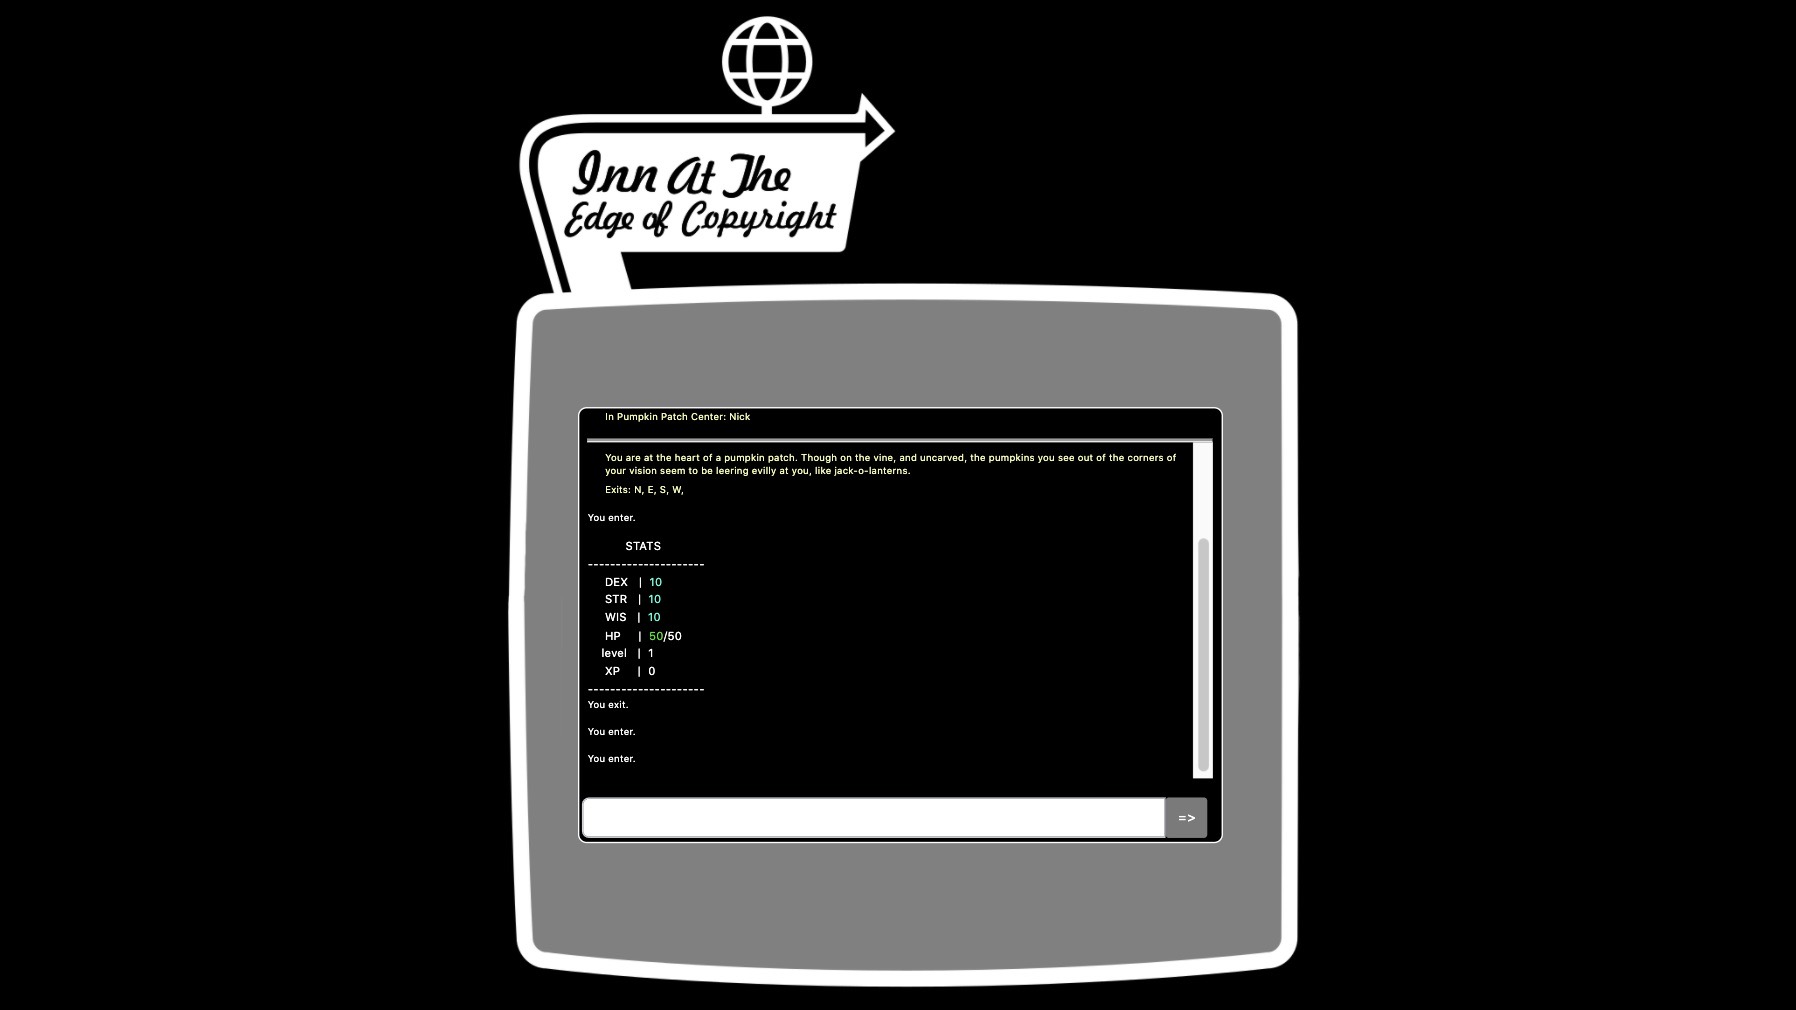 Inn At The
Edge of Copyright
In Pumpkin Patch Center: Nick
You are at the heart of a pumpkin patch. Though on the vine, and uncarved, the pumpkins you see out of the corners of
your vision seem to be leering evilly at you, like jack-o-lanterns.
Exits: N, E, S, W,
You enter.
STATS
---------------------
DEX | 10
STR | 10
WIS | 10
HP | 50/50
level | 1
XP | 0
---------------------
You exit.
You enter.
You enter.
=>